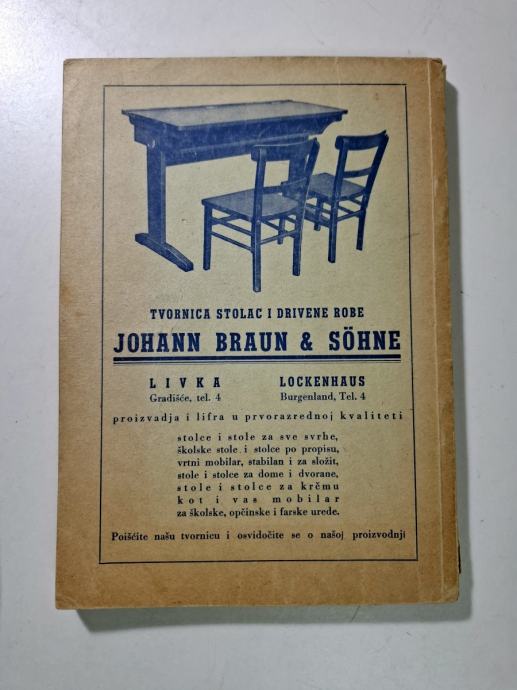 TVORNICA STOLAC I DRIVENE ROBE
JOHANN BRAUN & SÖHNE
LIVKA LOCKENHAUS
Gradišće, tel. 4 Burgenland, Tel. 4
proizvadja i lifra u prvorazrednoj kvaliteti
stolce i stole za sve svrhe,
školske stole i stolce po propisu,
vrtni mobilar, stabilan i za složit,
stole i stolce za dome i dvorane,
stole i stolce za krčmu
kot i vas mobilar
za školske, općinske i farske urede.
Poišćite našu tvornicu i osvidočite se o našoj proizvodnji